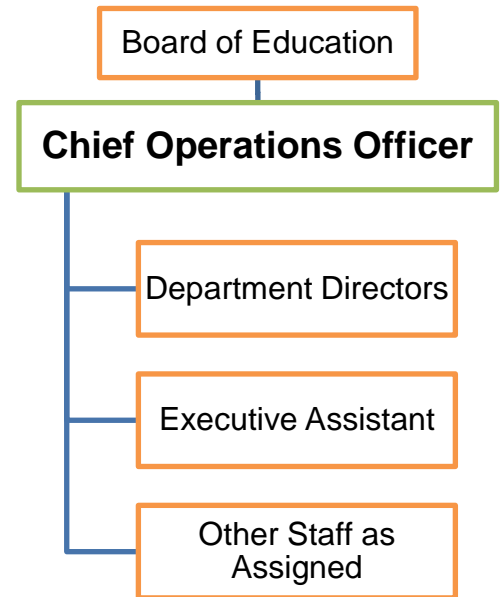 Board of Education
Chief Operations Officer
Department Directors
Executive Assistant
Other Staff as
Assigned